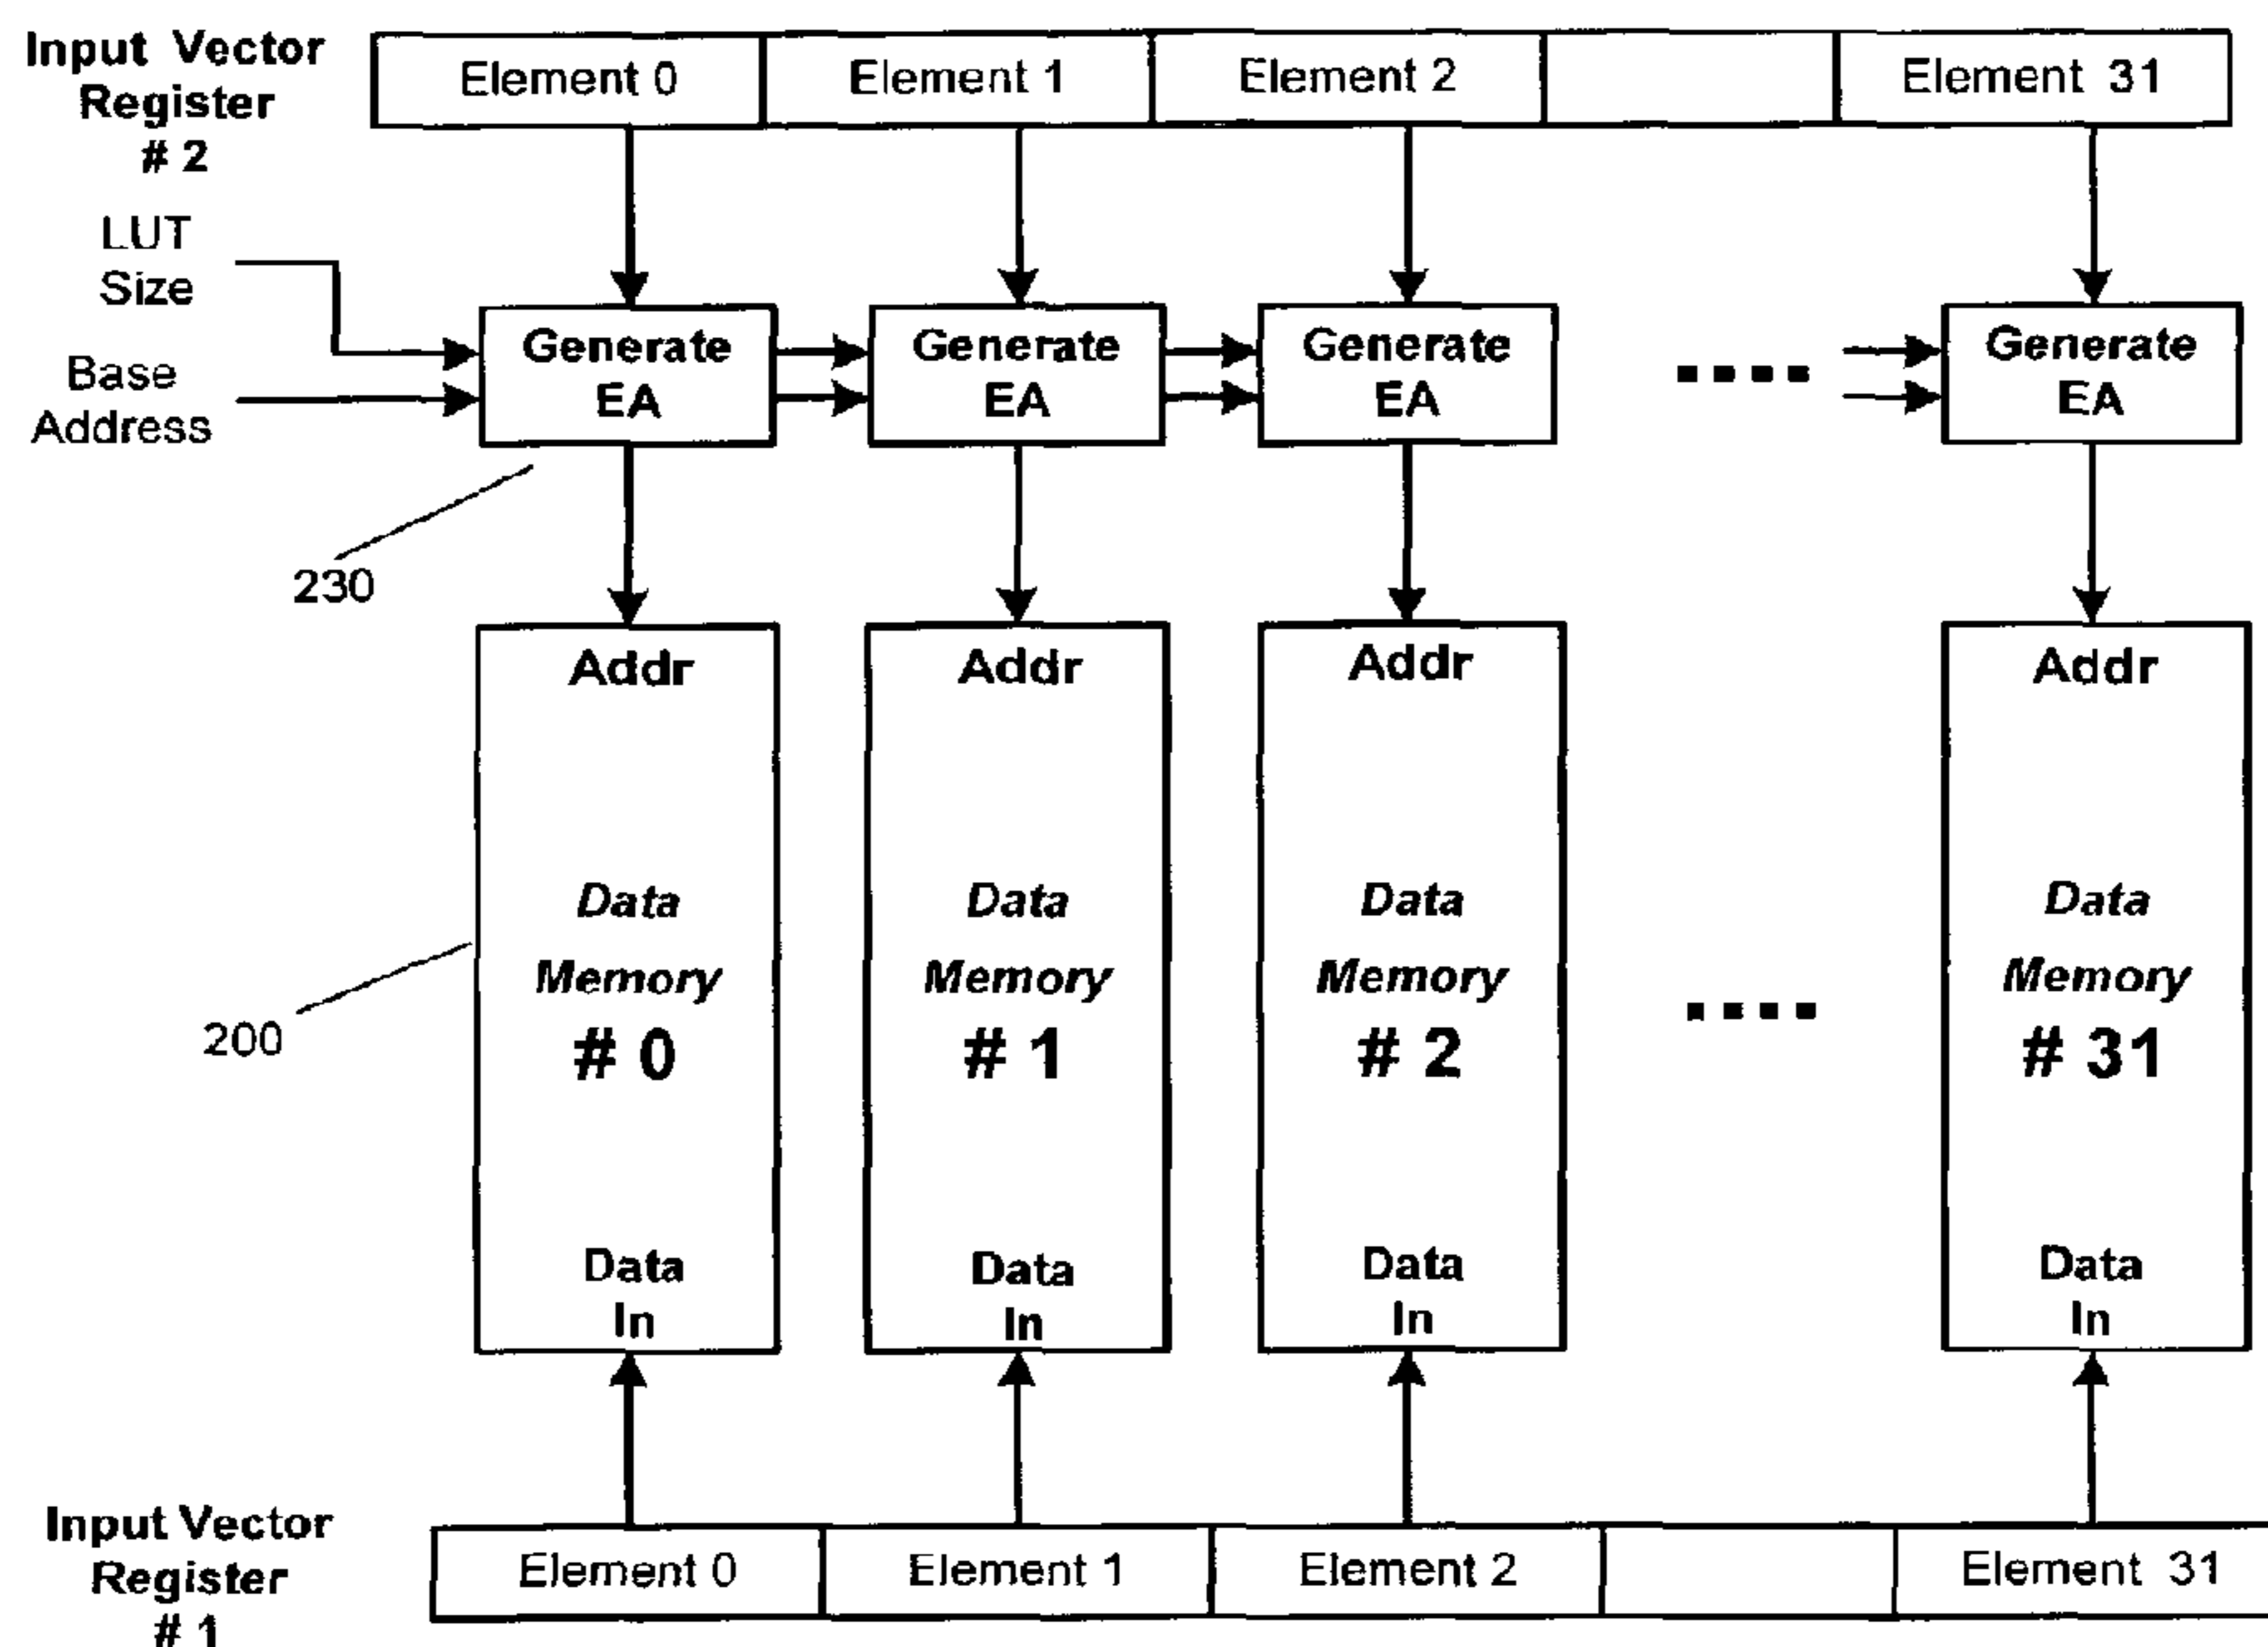 Input Vector
Register
# 2
Element 0 Element 1 Element 2 Element 31
LUT
Size
Base
Address
Generate
EA
Generate
EA
Generate
EA
Generate
EA
230
Addr Addr Addr Addr
200
Data
Memory
# 0
Data
Memory
# 1
Data
Memory
# 2
Data
Memory
# 31
Data
In
Data
In
Data
In
Data
In
Input Vector
Register
# 1
Element 0 Element 1 Element 2 Element 31